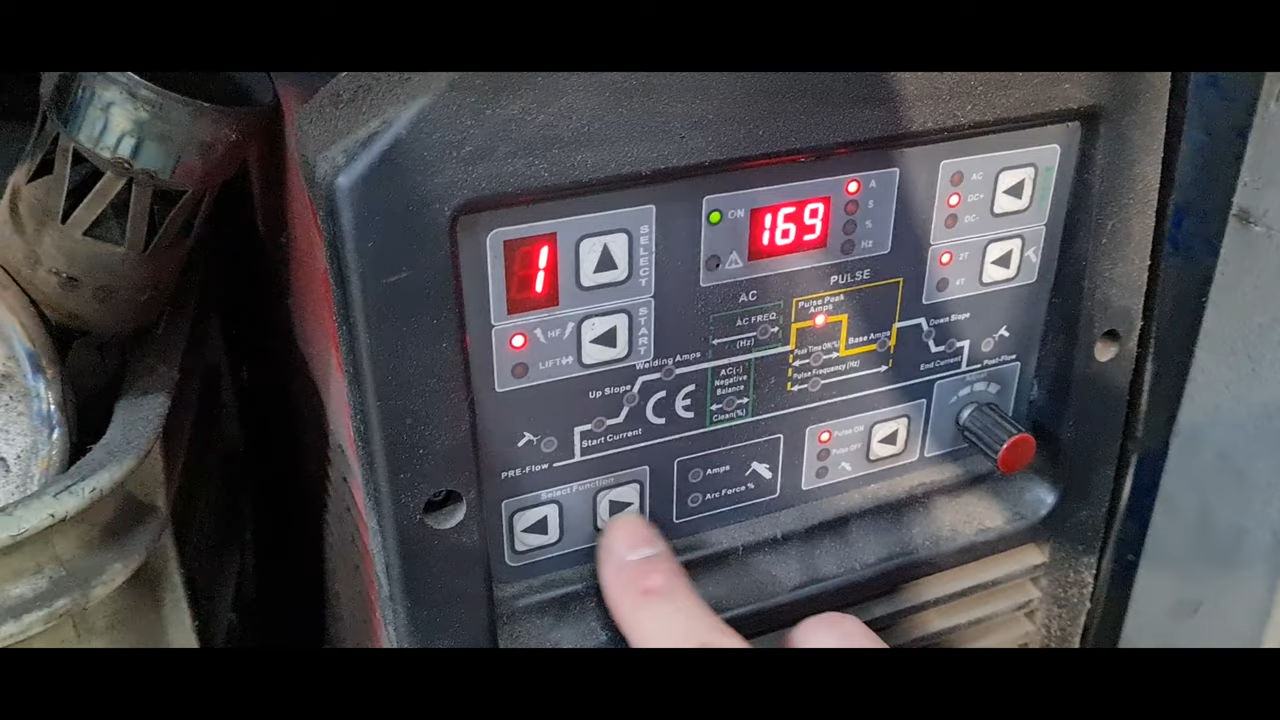 1
SELECT
HF
LIFT
START
ON
169
A
S
%
Hz
AC
DC+
DC-
2T
4T
AC
AC FREQ.
(Hz)
AC(-)
Negative
Balance
Clean(%)
PULSE
Pulse Peak
Amps
Peak Time ON(%)
Base Amps
Pulse Frequency (Hz)
Down Slope
End Current
Post-Flow
Welding Amps
Up Slope
Start Current
PRE-Flow
CE
Select Function
Amps
Arc Force %
Pulse ON
Pulse OFF